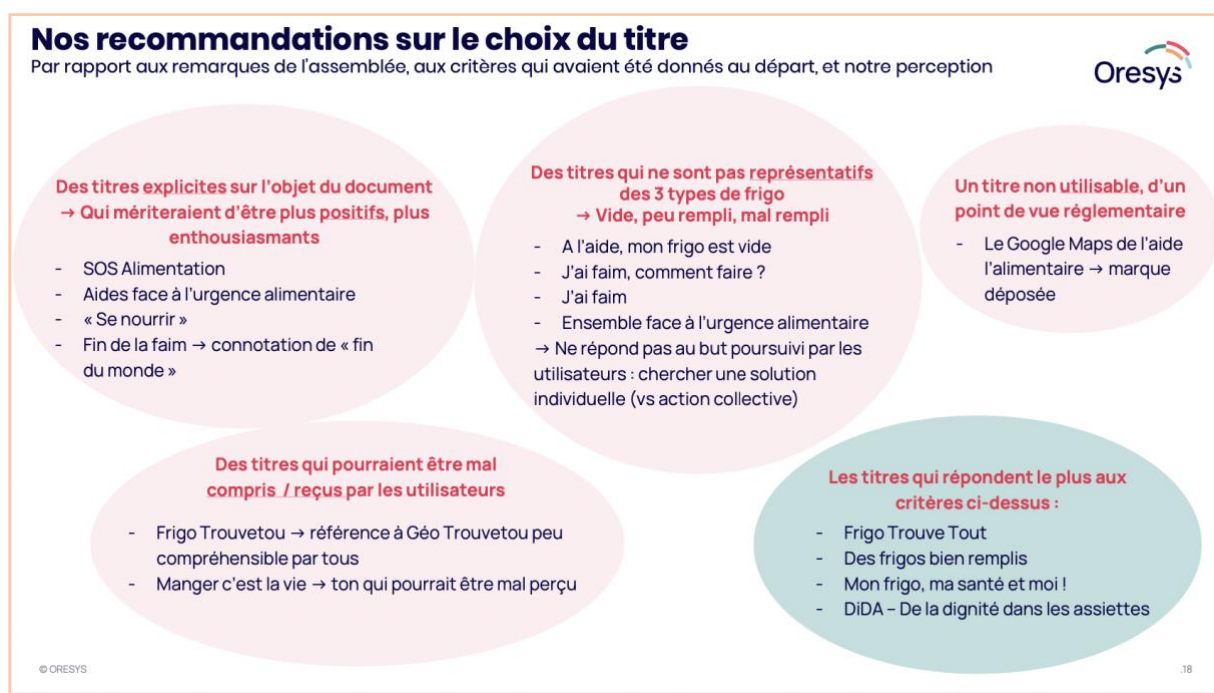 Nos recommandations sur le choix du titre
Par rapport aux remarques de l'assemblée, aux critères qui avaient été donnés au départ, et notre perception
Oresys
Des titres explicites sur l'objet du document
→ Qui mériteraient d'être plus positifs, plus
enthousiasmants
- SOS Alimentation
- Aides face à l'urgence alimentaire
- « Se nourrir »
- Fin de la faim → connotation de « fin
du monde »
Des titres qui ne sont pas représentatifs
des 3 types de frigo
→ Vide, peu rempli, mal rempli
- A l'aide, mon frigo est vide
- J'ai faim, comment faire ?
- J'ai faim
- Ensemble face à l'urgence alimentaire
→ Ne répond pas au but poursuivi par les
utilisateurs : chercher une solution
individuelle (vs action collective)
Un titre non utilisable, d'un
point de vue réglementaire
- Le Google Maps de l'aide
l'alimentaire → marque
déposée
Des titres qui pourraient être mal
compris / reçus par les utilisateurs
- Frigo Trouvetou → référence à Géo Trouvetou peu
compréhensible par tous
- Manger c'est la vie → ton qui pourrait être mal perçu
Les titres qui répondent le plus aux
critères ci-dessus :
- Frigo Trouve Tout
- Des frigos bien remplis
- Mon frigo, ma santé et moi !
- DiDA – De la dignité dans les assiettes
© ORESYS
.18